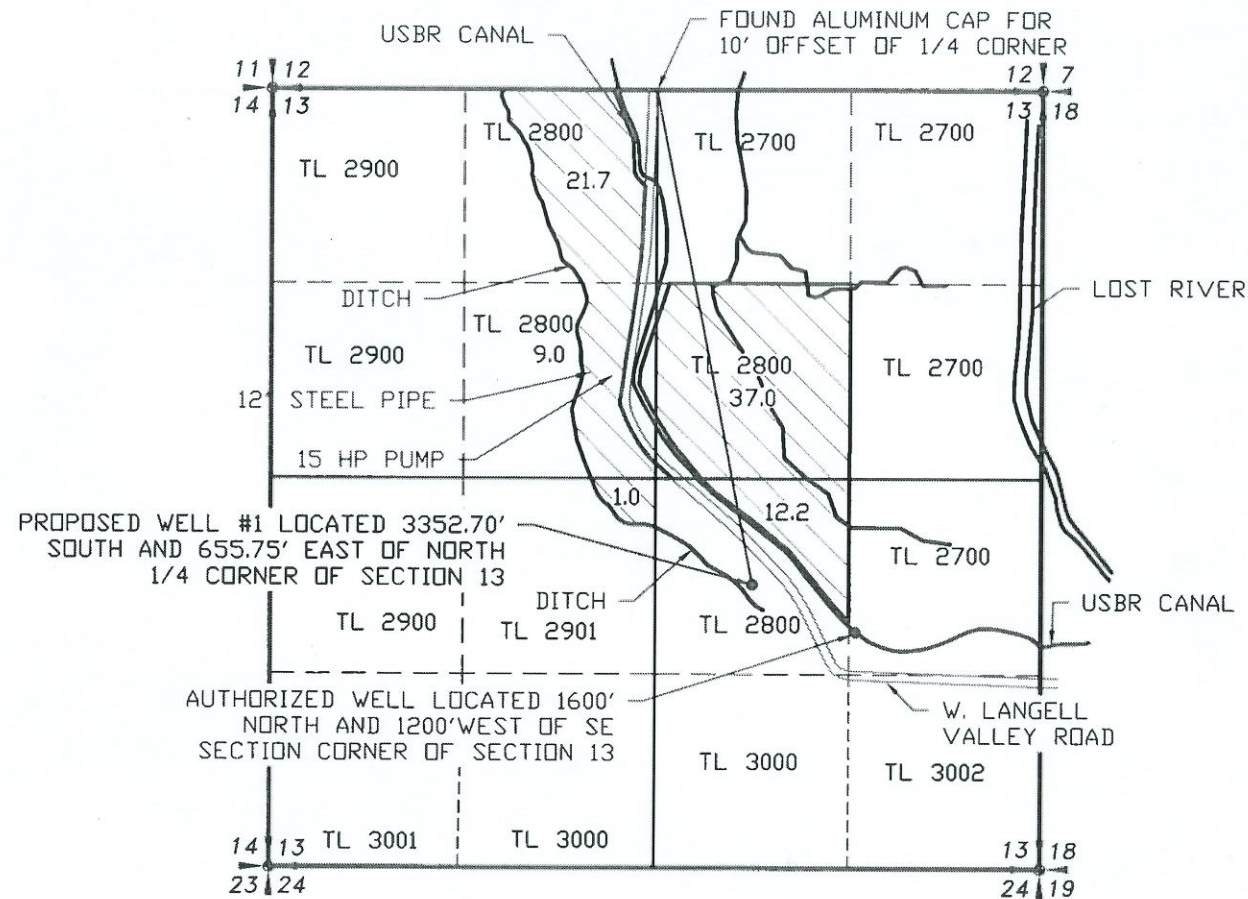 USBR CANAL
FOUND ALUMINUM CAP FOR
10' OFFSET OF 1/4 CORNER
11 12
14 13
12 7
13 18
TL 2900
TL 2800
21.7
TL 2700
TL 2700
DITCH
LOST RIVER
TL 2900
TL 2800
9.0
TL 2800
37.0
TL 2700
12' STEEL PIPE
15 HP PUMP
1.0
12.2
PROPOSED WELL #1 LOCATED 3352.70'
SOUTH AND 655.75' EAST OF NORTH
1/4 CORNER OF SECTION 13
TL 2700
DITCH
USBR CANAL
TL 2900
TL 2901
TL 2800
AUTHORIZED WELL LOCATED 1600'
NORTH AND 1200'WEST OF SE
SECTION CORNER OF SECTION 13
W. LANGELL
VALLEY ROAD
TL 3000
TL 3002
TL 3001
TL 3000
14 13
23 24
13 18
24 19